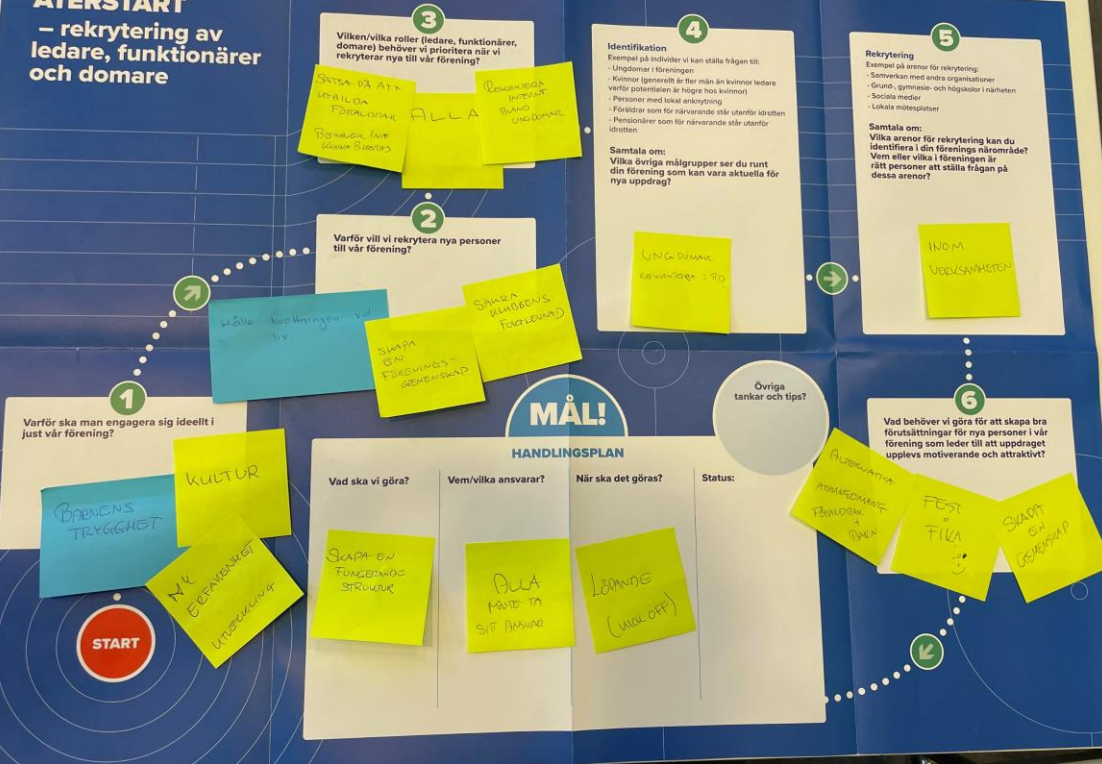 ÅTERSTART
– rekrytering av
ledare, funktionärer
och domare
START
1
Varför ska man engagera sig ideellt i
just vår förening?
BARNENS
TRYGGHET
KULTUR
NY
ERFARENHET
UTVECKLING
2
Varför vill vi rekrytera nya personer
till vår förening?
Hålla brottningen vid
liv.
SKAPA
EN
FÖRENINGS-
GEMENSKAP
SÄKRA
KLUBBENS
FORTLEVNAD
3
Vilken/vilka roller (ledare, funktionärer,
domare) behöver vi prioritera när vi
rekryterar nya till vår förening?
SATSA PÅ ATT
UTBILDA
FÖRÄLDRAR
BEHÖVER INTE
KUNNA
ALLA
REKRYTERA
INTERNT
BLAND
UNGDOMAR
4
Identifikation
Exempel på individer vi kan ställa frågan till:
- Ungdomar i föreningen
- Kvinnor (generellt är fler män än kvinnor ledare
varför potentialen är högre hos kvinnor)
- Personer med lokal anknytning
- Föräldrar som för närvarande står utanför idrotten
- Pensionärer som för närvarande står utanför
idrotten
Samtala om:
Vilka övriga målgrupper ser du runt
din förening som kan vara aktuella för
nya uppdrag?
UNGDOMAR
REKRYTERA I TID
5
Rekrytering
Exempel på arenor för rekrytering:
- Samverkan med andra organisationer
- Grund-, gymnasie- och högskolor i närheten
- Sociala medier
- Lokala mötesplatser
Samtala om:
Vilka arenor för rekrytering kan du
identifiera i din förenings närområde?
Vem eller vilka i föreningen är
rätt personer att ställa frågan på
dessa arenor?
INOM
VERKSAMHETEN
6
Vad behöver vi göra för att skapa bra
förutsättningar för nya personer i vår
förening som leder till att uppdraget
upplevs motiverande och attraktivt?
ALTERNATIVA
ARRANGEMANG
FÖRÄLDRAR
+
BARN
FEST
FIKA
SKAPA
EN
GEMENSKAP
Övriga
tankar och tips?
MÅL!
HANDLINGSPLAN
Vad ska vi göra?
Vem/vilka ansvarar?
När ska det göras?
Status:
SKAPA EN
FUNGERANDE
STRUKTUR
ALLA
MÅSTE TA
SITT ANSVAR
LÖPANDE
(KICK OFF)